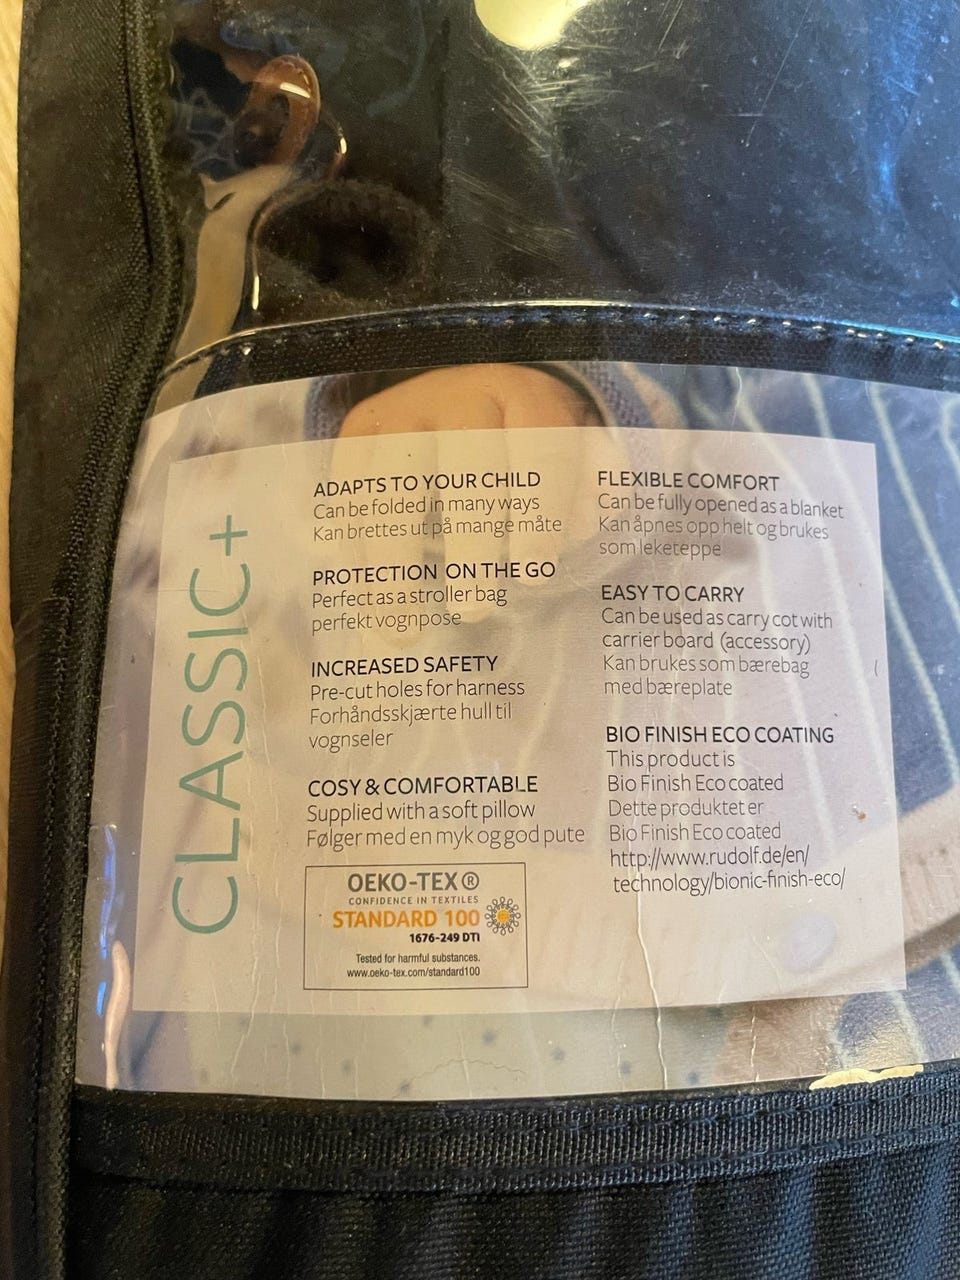 CLASSIC+
ADAPTS TO YOUR CHILD
Can be folded in many ways
Kan brettes ut på mange måte
PROTECTION ON THE GO
Perfect as a stroller bag
perfekt vognpose
INCREASED SAFETY
Pre-cut holes for harness
Forhåndsskjærte hull til
vognseler
COSY & COMFORTABLE
Supplied with a soft pillow
Følger med en myk og god pute
OEKO-TEX®
CONFIDENCE IN TEXTILES
STANDARD 100
1676-249 DTI
Tested for harmful substances.
www.oeko-tex.com/standard100
FLEXIBLE COMFORT
Can be fully opened as a blanket
Kan åpnes opp helt og brukes
som leketeppe
EASY TO CARRY
Can be used as carry cot with
carrier board (accessory)
Kan brukes som bærebag
med bæreplate
BIO FINISH ECO COATING
This product is
Bio Finish Eco coated
Dette produktet er
Bio Finish Eco coated
http://www.rudolf.de/en/
technology/bionic-finish-eco/